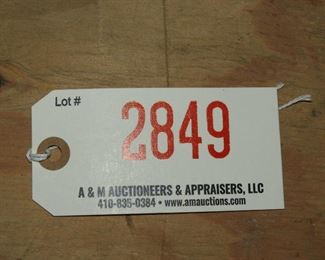 Lot #
2849
A & M AUCTIONEERS & APPRAISERS, LLC
410-835-0384 • www.amauctions.com